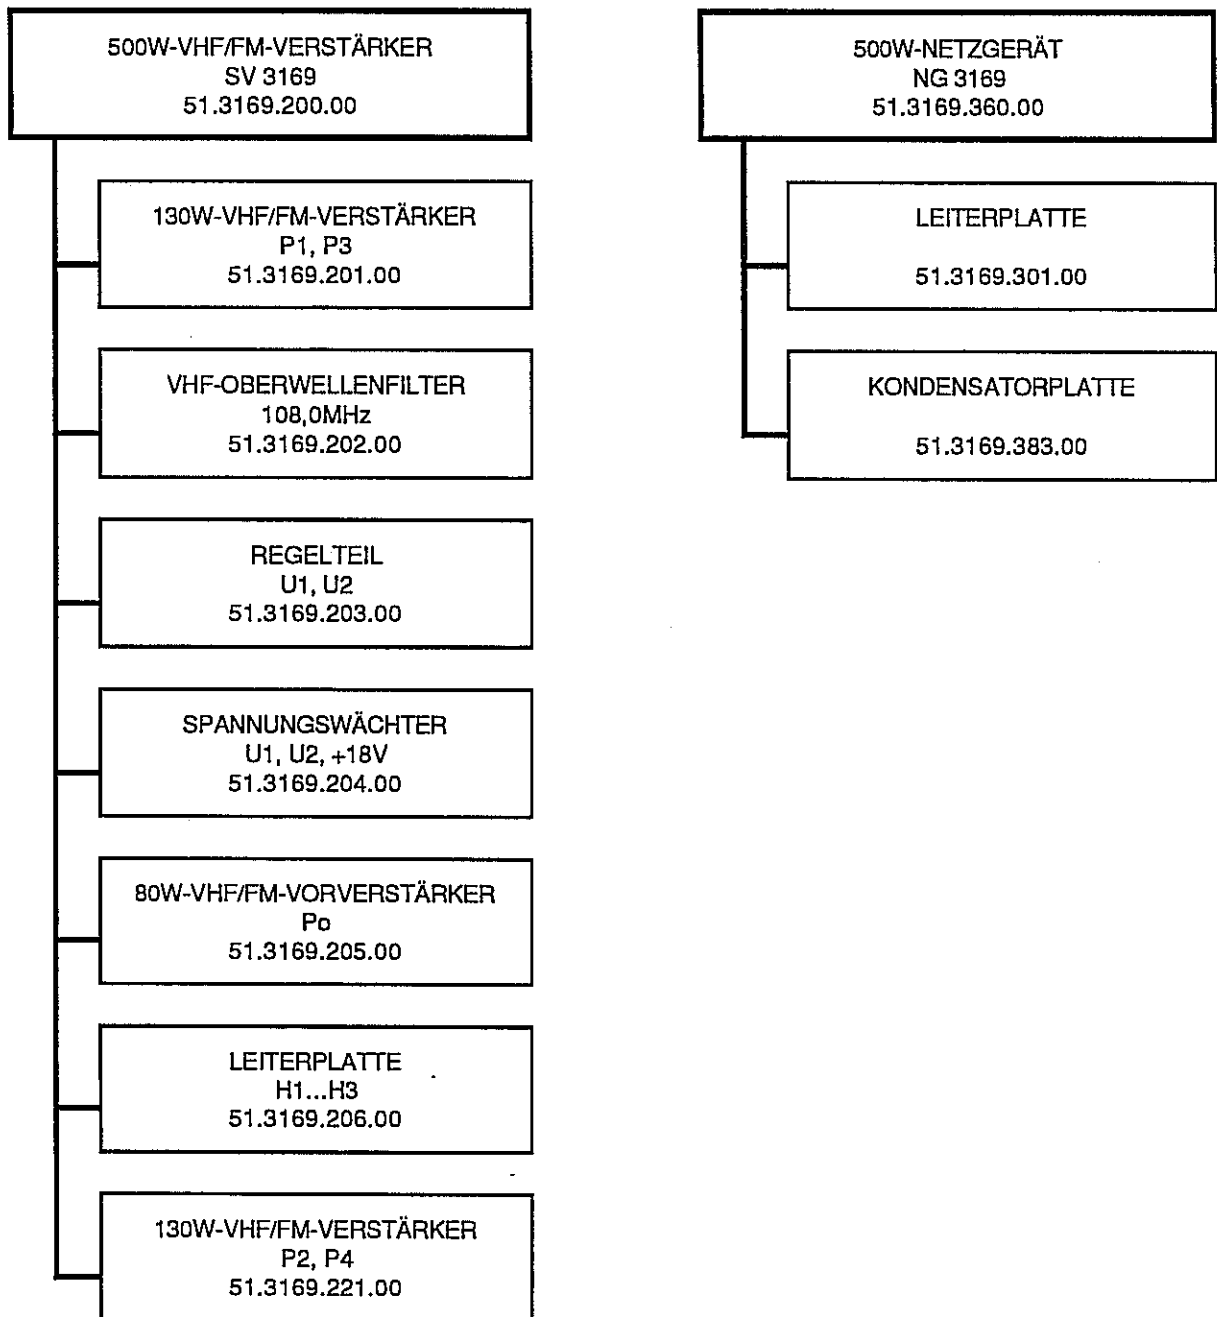 500W-VHF/FM-VERSTÄRKER
SV 3169
51.3169.200.00
130W-VHF/FM-VERSTÄRKER
P1, P3
51.3169.201.00
VHF-OBERWELLENFILTER
108,0MHz
51.3169.202.00
REGELTEIL
U1, U2
51.3169.203.00
SPANNUNGSWÄCHTER
U1, U2, +18V
51.3169.204.00
80W-VHF/FM-VORVERSTÄRKER
Po
51.3169.205.00
LEITERPLATTE
H1...H3
51.3169.206.00
130W-VHF/FM-VERSTÄRKER
P2, P4
51.3169.221.00
500W-NETZGERÄT
NG 3169
51.3169.360.00
LEITERPLATTE
51.3169.301.00
KONDENSATORPLATTE
51.3169.383.00